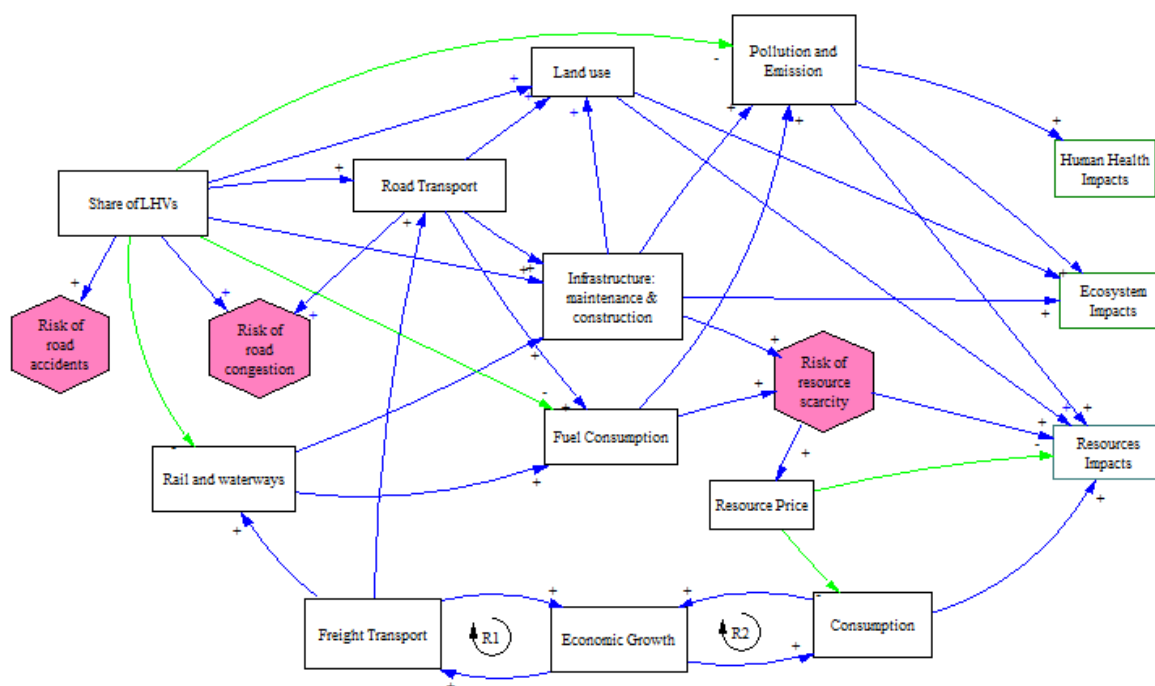 Pollution and
Emission
Land use
Human Health
Impacts
Road Transport
Share of LHVs
Infrastructure:
maintenance &
construction
Ecosystem
Impacts
Risk of
road
accidents
Risk of
road
congestion
Risk of
resource
scarcity
Fuel Consumption
Resources
Impacts
Rail and waterways
Resource Price
Freight Transport
R1
Economic Growth
R2
Consumption